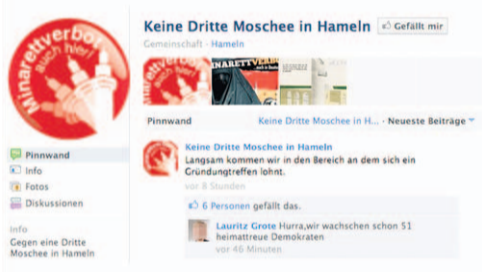 Minarettverbot
auch hier!
Keine Dritte Moschee in Hameln
Gefällt mir
Gemeinschaft · Hameln
MINARETTVERBOT
Pinnwand
Keine Dritte Moschee in H... · Neueste Beiträge
Pinnwand
Info
Fotos
Diskussionen
Info
Gegen eine Dritte
Moschee in Hameln
Keine Dritte Moschee in Hameln
Langsam kommen wir in den Bereich an dem sich ein
Gründungtreffen lohnt.
vor 8 Stunden
6 Personen gefällt das.
Lauritz Grote Hurra,wir wachschen schon 51
heimattreue Demokraten
vor 46 Minuten